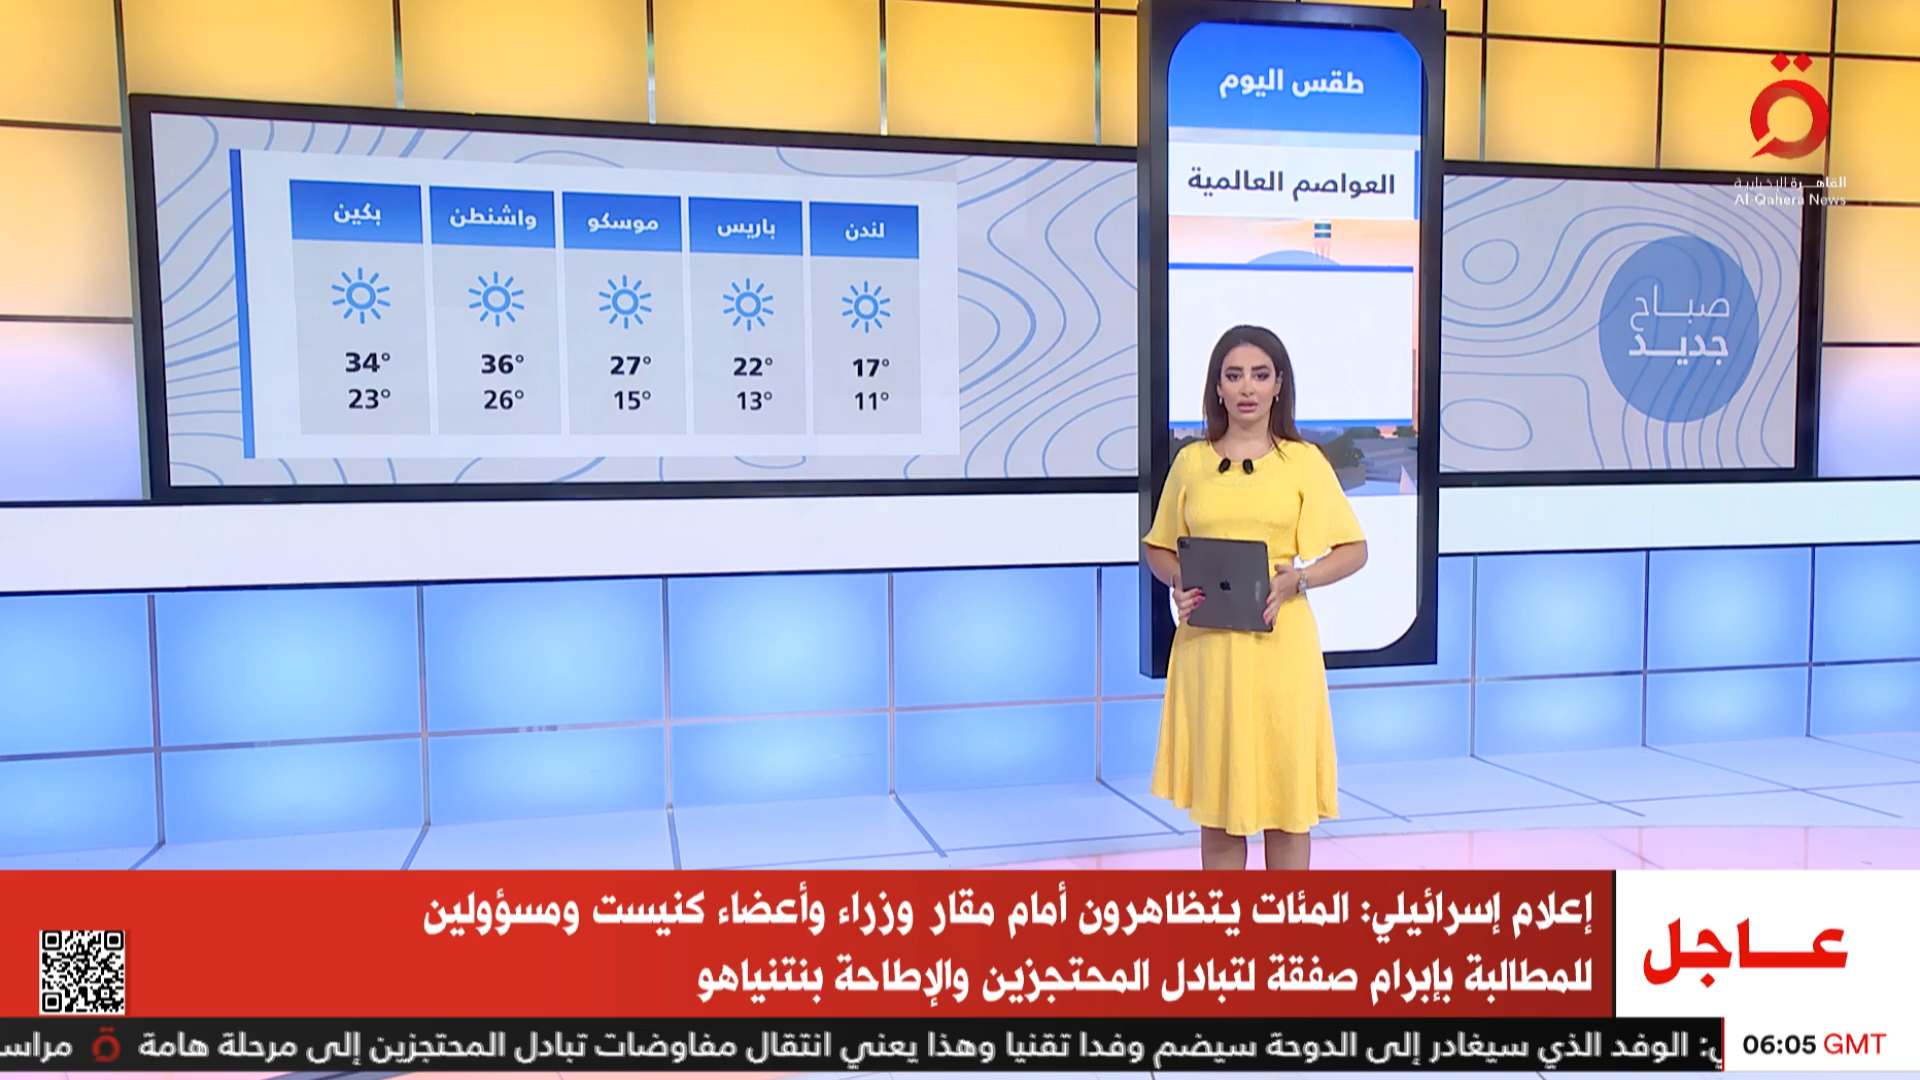 طقس اليوم
العواصم العالمية
القاهرة الإخبارية
Al-Qahera News
صباح
جديد
لندن
باريس
موسكو
واشنطن
بكين
17° 22° 27° 36° 34°
11° 13° 15° 26° 23°
عاجل
إعلام إسرائيلي: المئات يتظاهرون أمام مقار وزراء وأعضاء كنيست ومسؤولين
للمطالبة بإبرام صفقة لتبادل المحتجزين والإطاحة بنتنياهو
06:05 GMT
: الوفد الذي سيغادر إلى الدوحة سيضم وفدا تقنيا وهذا يعني انتقال مفاوضات تبادل المحتجزين إلى مرحلة هامة